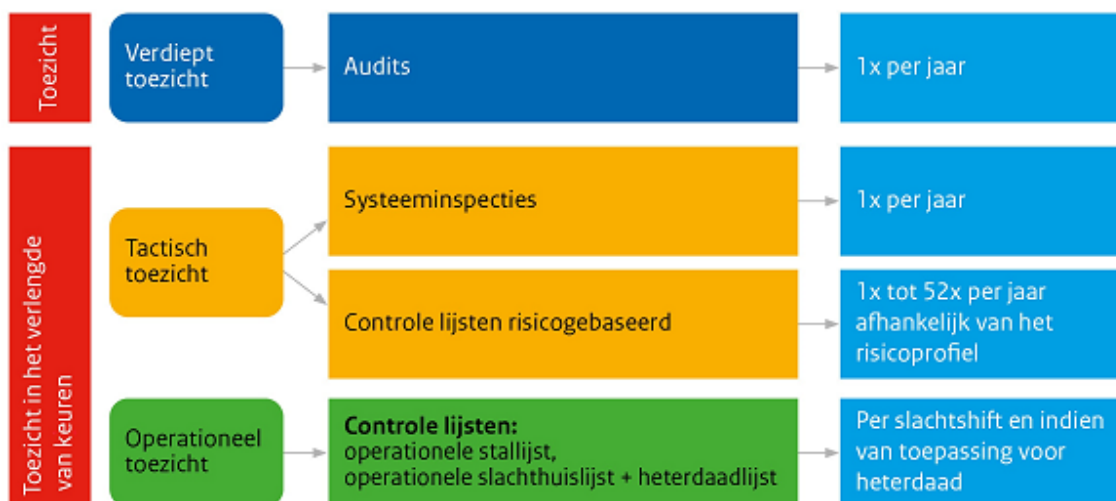 Toezicht
Verdiept
toezicht
Audits
1x per jaar
Toezicht in het verlengde
van keuren
Tactisch
toezicht
Systeeminspecties
1x per jaar
Controle lijsten risicogebaseerd
1x tot 52x per jaar
afhankelijk van het
risicoprofiel
Operationeel
toezicht
Controle lijsten:
operationele stallijst,
operationele slachthuislijst + heterdaadlijst
Per slachtshift en indien
van toepassing voor
heterdaad